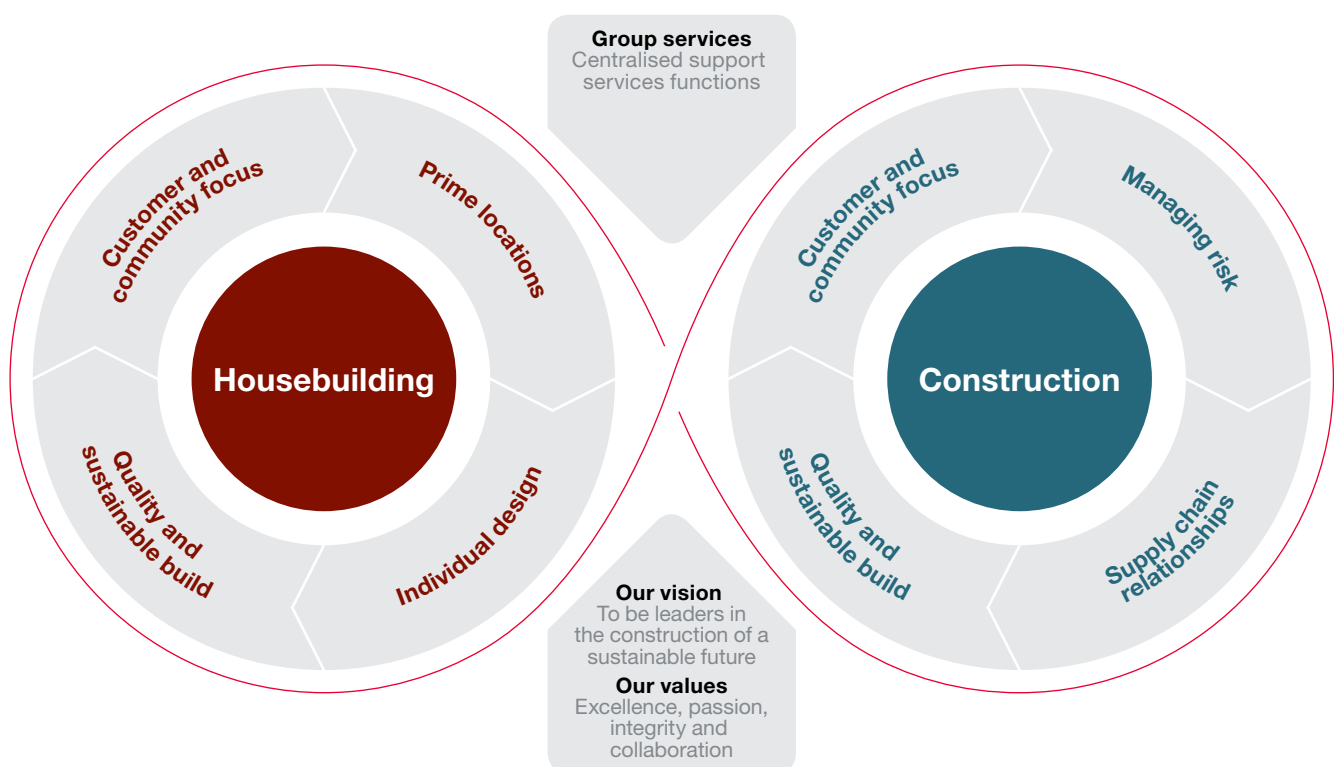 Group services
Centralised support
services functions
Customer and
community focus
Prime locations
Housebuilding
Quality and
sustainable build
Individual design
Customer and
community focus
Managing risk
Construction
Quality and
sustainable build
Supply chain
relationships
Our vision
To be leaders in
the construction of a
sustainable future
Our values
Excellence, passion,
integrity and
collaboration